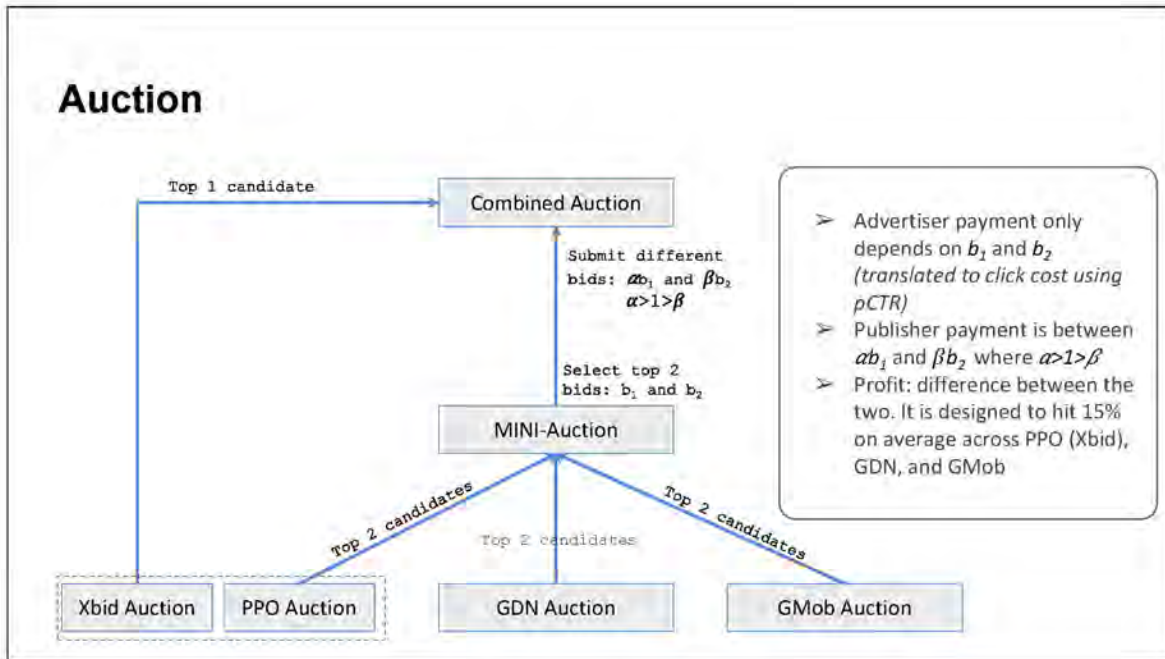 Auction
Top 1 candidate
Combined Auction
Submit different
bids: αb₁ and βb₂
α>1>β
Select top 2
bids: b₁ and b₂
MINI-Auction
Top 2 candidates
Top 2 candidates
Top 2 candidates
Xbid Auction
PPO Auction
GDN Auction
GMob Auction
➢ Advertiser payment only
depends on b₁ and b₂
(translated to click cost using
pCTR)
➢ Publisher payment is between
αb₁ and βb₂ where α>1>β
➢ Profit: difference between the
two. It is designed to hit 15%
on average across PPO (Xbid),
GDN, and GMob